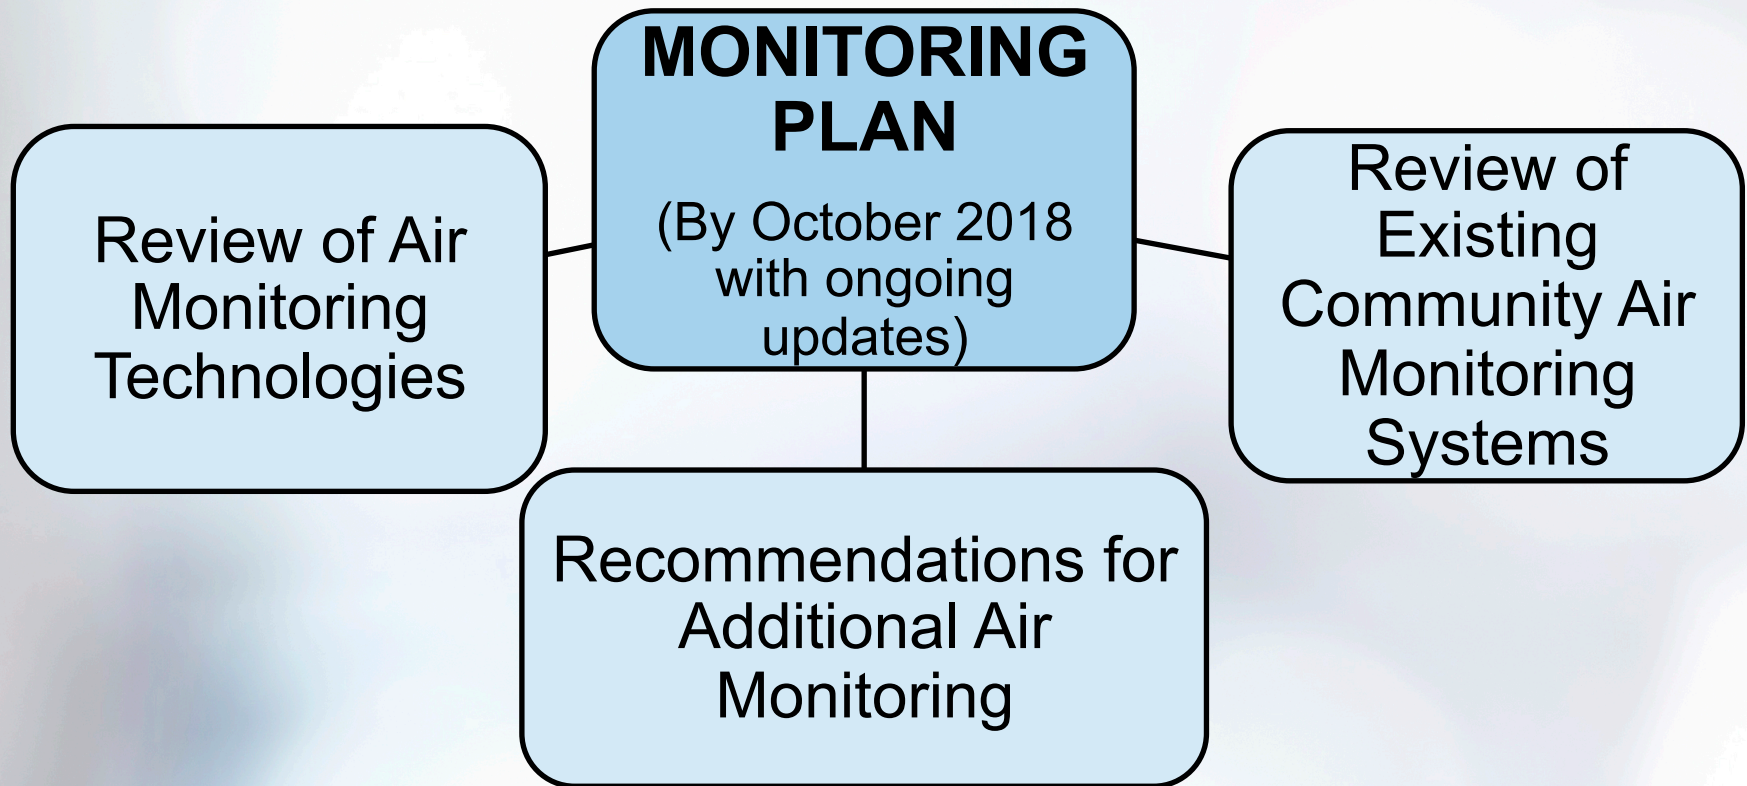 MONITORING
PLAN
(By October 2018
with ongoing
updates)
Review of Air
Monitoring
Technologies
Review of
Existing
Community Air
Monitoring
Systems
Recommendations for
Additional Air
Monitoring